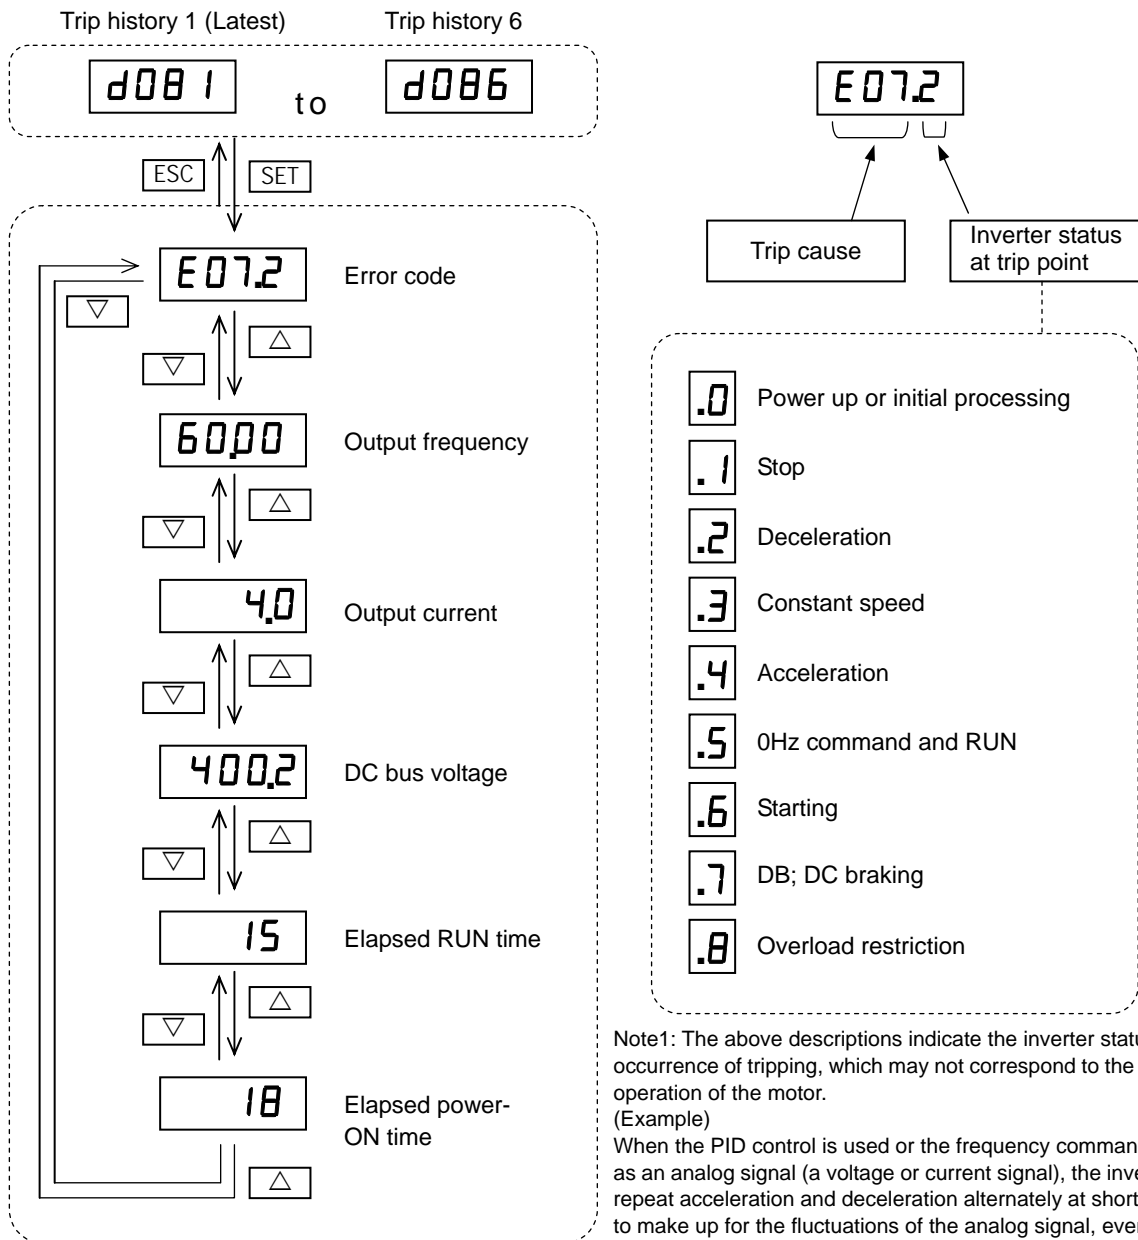 Trip history 1 (Latest)
Trip history 6
d081
to
d086
ESC
SET
E07.2
Error code
60.00
Output frequency
4.0
Output current
400.2
DC bus voltage
15
Elapsed RUN time
18
Elapsed power-
ON time
E07.2
Trip cause
Inverter status
at trip point
.0 Power up or initial processing
.1 Stop
.2 Deceleration
.3 Constant speed
.4 Acceleration
.5 0Hz command and RUN
.6 Starting
.7 DB; DC braking
.8 Overload restriction
Note1: The above descriptions indicate the inverter
occurrence of tripping, which may not correspond to the
operation of the motor.
(Example)
When the PID control is used or the frequency
as an analog signal (a voltage or current signal), the
repeat acceleration and deceleration alternately at short
to make up for the fluctuations of the analog signal,